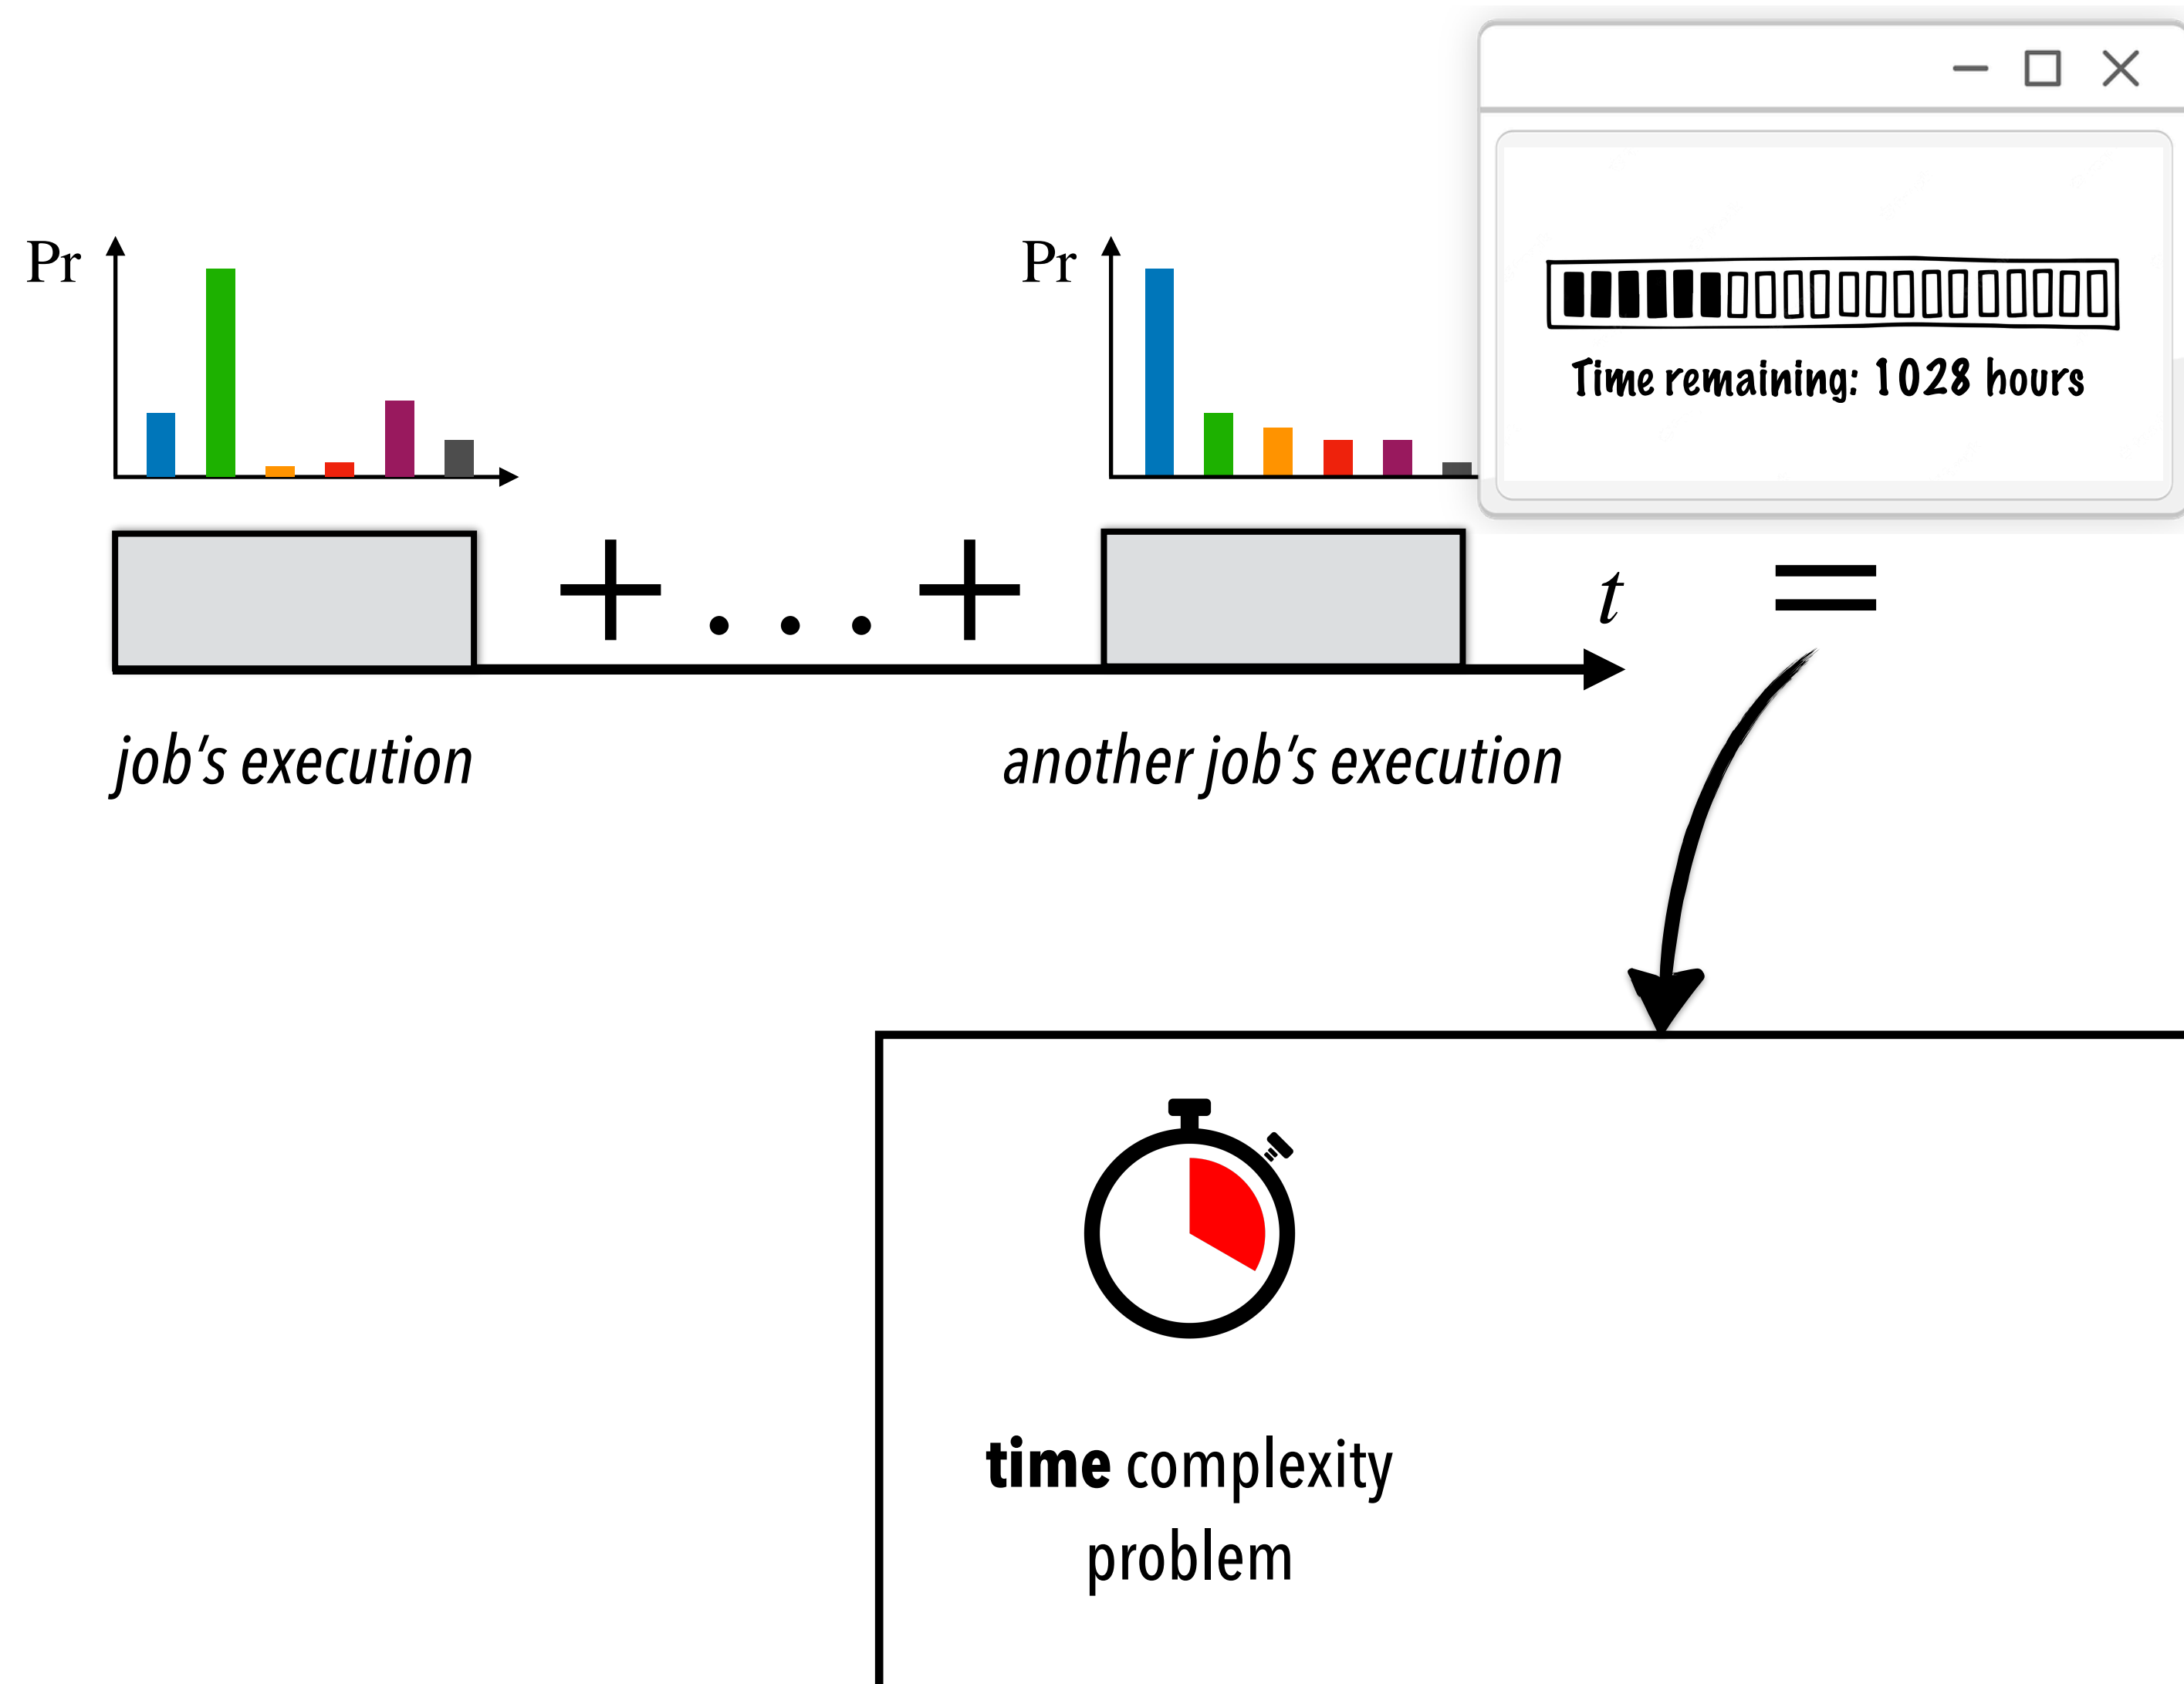 Pr
Pr
Time remaining: 1028 hours
+ . . . +
t
=
job's execution
another job's execution
time complexity
problem